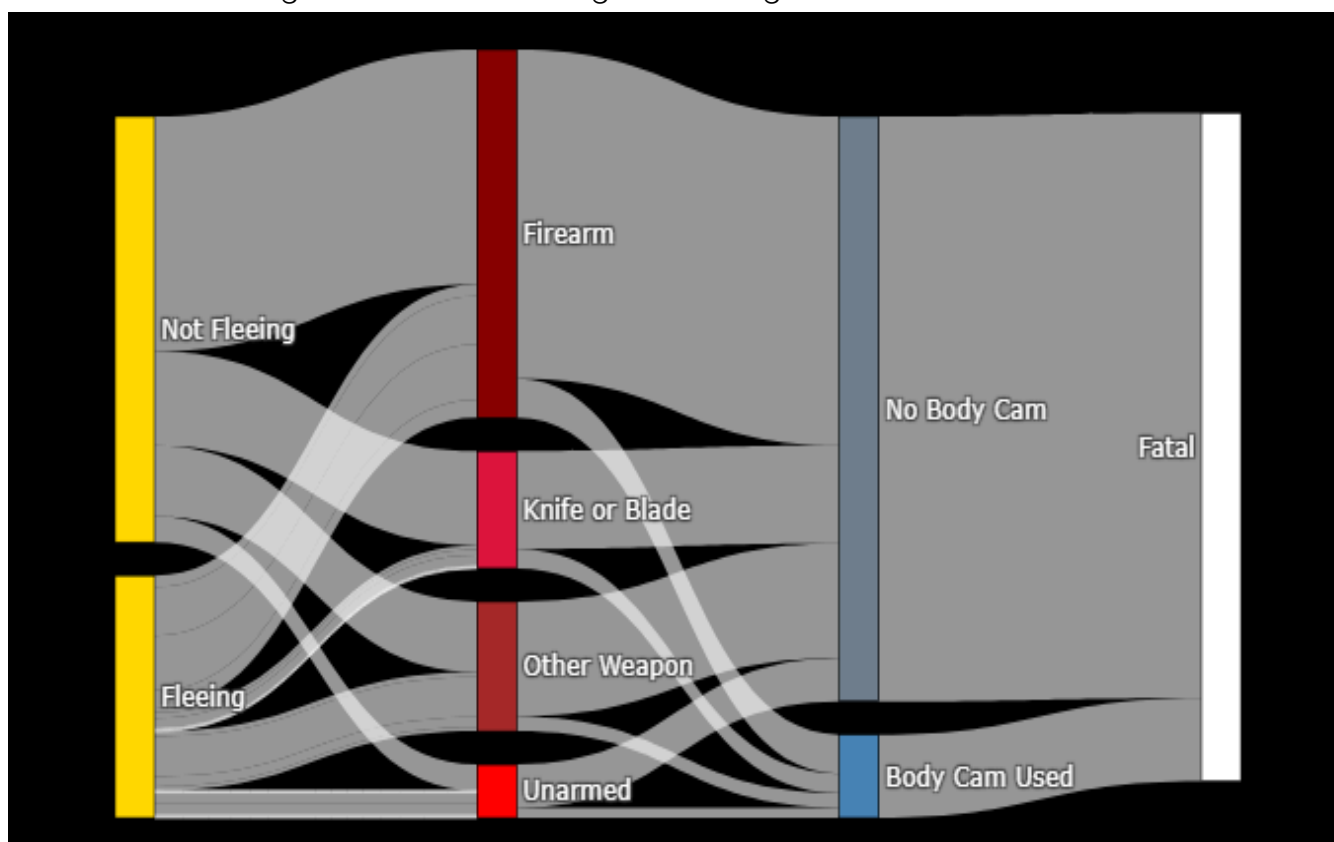 Not Fleeing
Fleeing
Firearm
Knife or Blade
Other Weapon
Unarmed
No Body Cam
Body Cam Used
Fatal